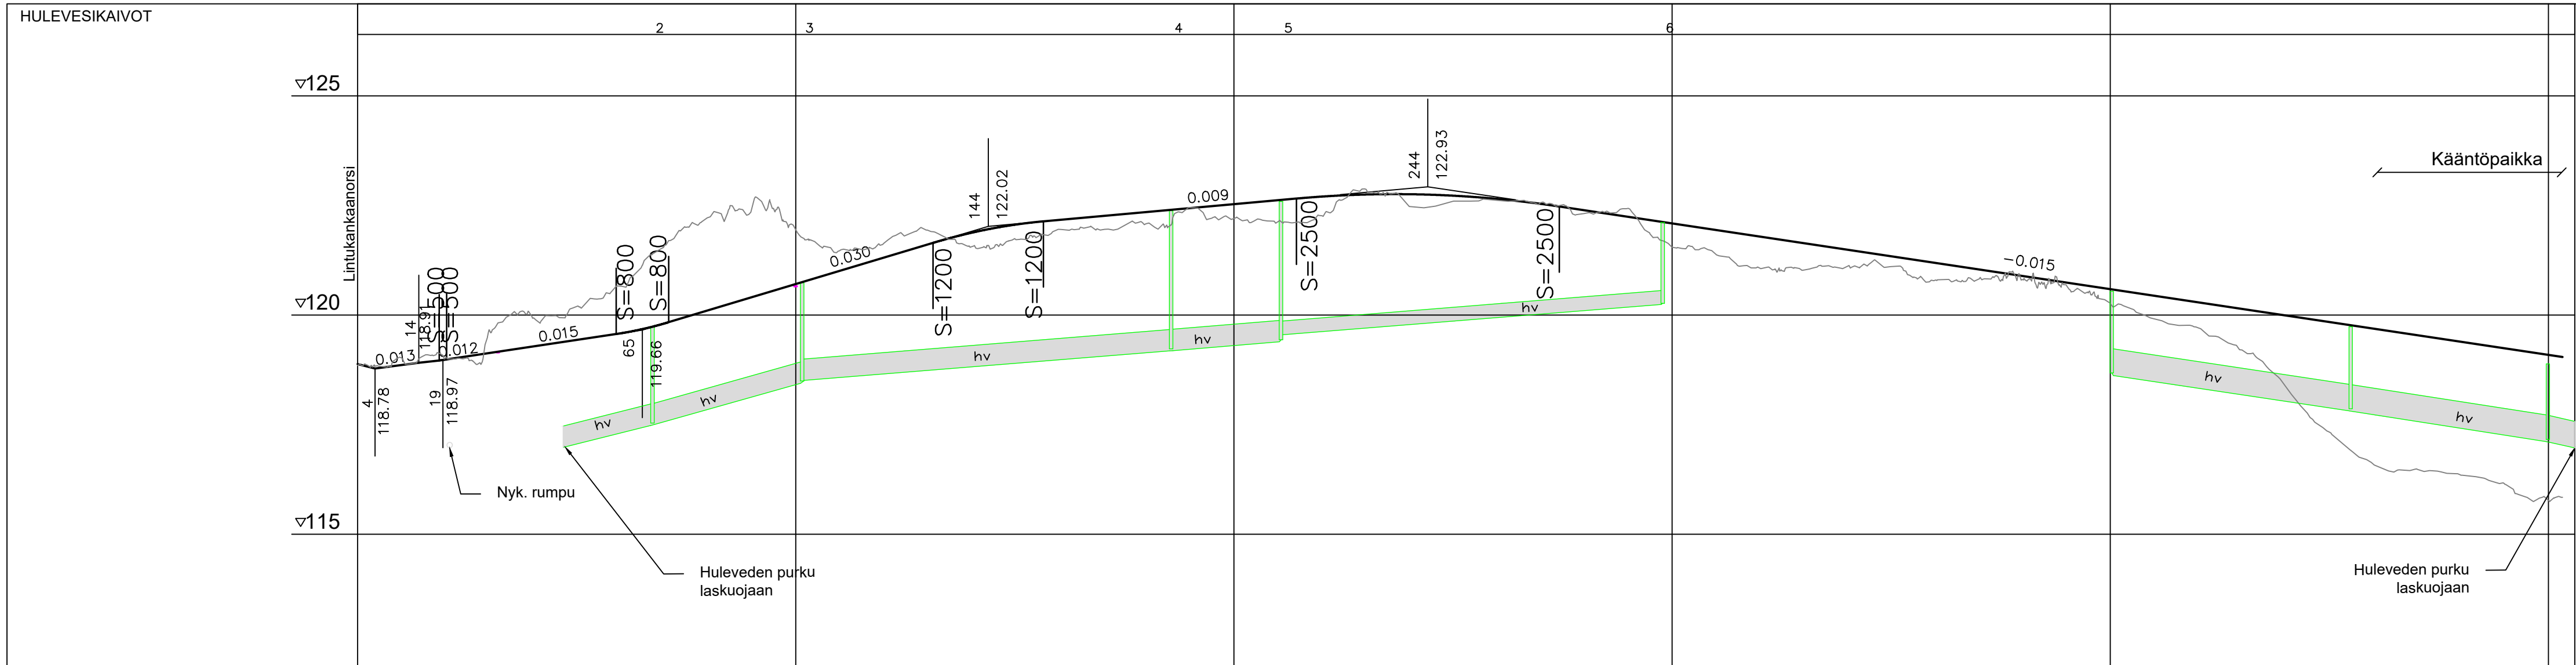 HULEVESIKAIVOT
2
3
4
5
6
▽125
▽120
▽115
Lintukankaanorsi
0.013
14
118.91
S=500
S=500
0.012
4
118.78
19
118.97
Nyk. rumpu
0.015
S=800
S=800
65
119.66
hv
hv
Huleveden purku
laskuojaan
0.030
S=1200
144
122.02
S=1200
hv
0.009
hv
S=2500
244
122.93
S=2500
hv
-0.015
hv
hv
Kääntöpaikka
Huleveden purku
laskuojaan